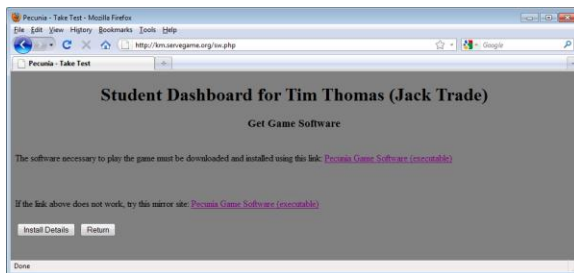 Pecunia - Take Test - Mozilla Firefox
File Edit View History Bookmarks Tools Help
http://km.servegame.org/sw.php
Google
Pecunia - Take Test
Student Dashboard for Tim Thomas (Jack Trade)
Get Game Software
The software necessary to play the game must be downloaded and installed using this link: Pecunia Game Software (executable)
If the link above does not work, try this mirror site: Pecunia Game Software (executable)
Install Details Return
Done